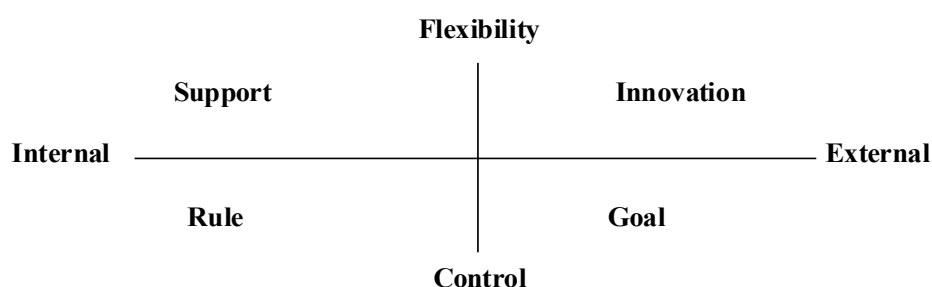 Flexibility
Support Innovation
Internal External
Rule Goal
Control